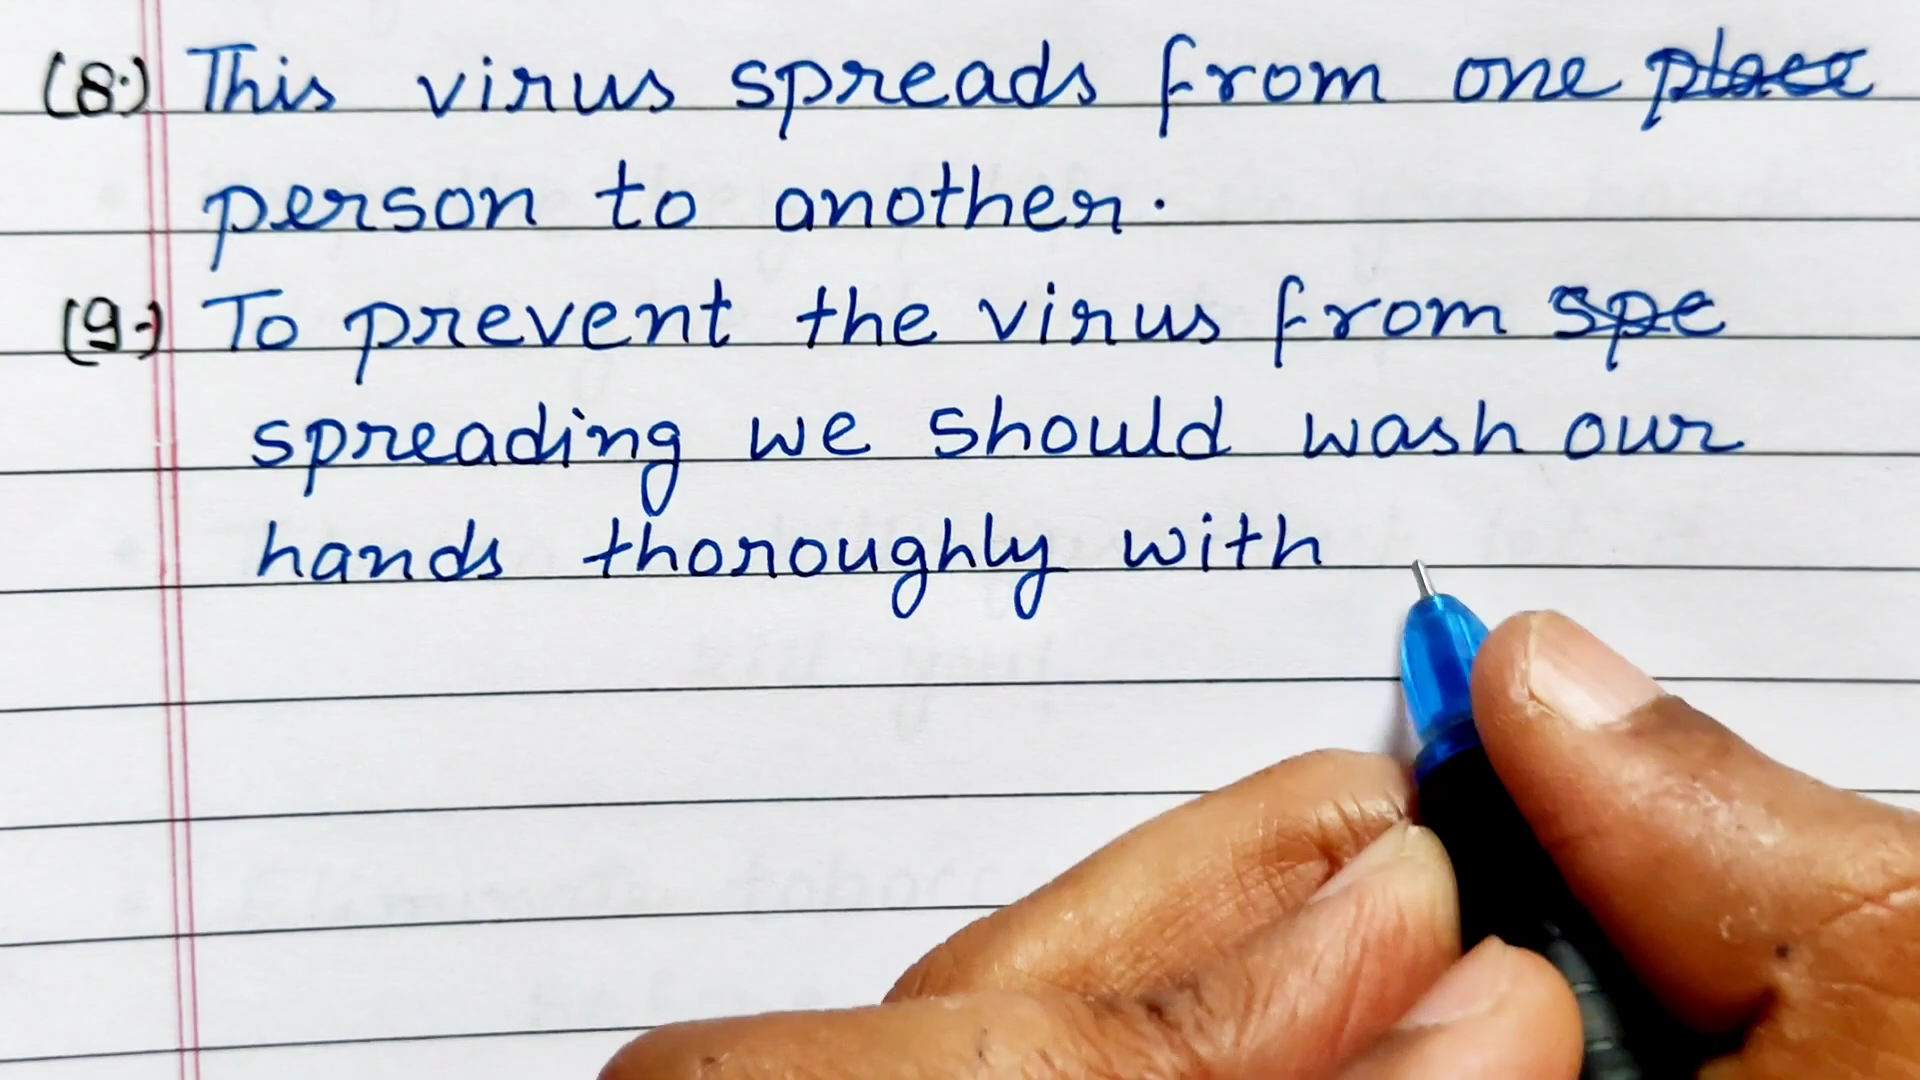 (8.) This virus spreads from one place
person to another.
(9.) To prevent the virus from spe
spreading we should wash our
hands thoroughly with